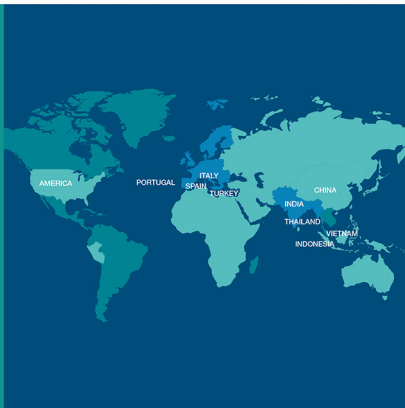 ITALY
AMERICA
PORTUGAL
SPAIN
TURKEY
CHINA
INDIA
THAILAND
VIETNAM
INDONESIA